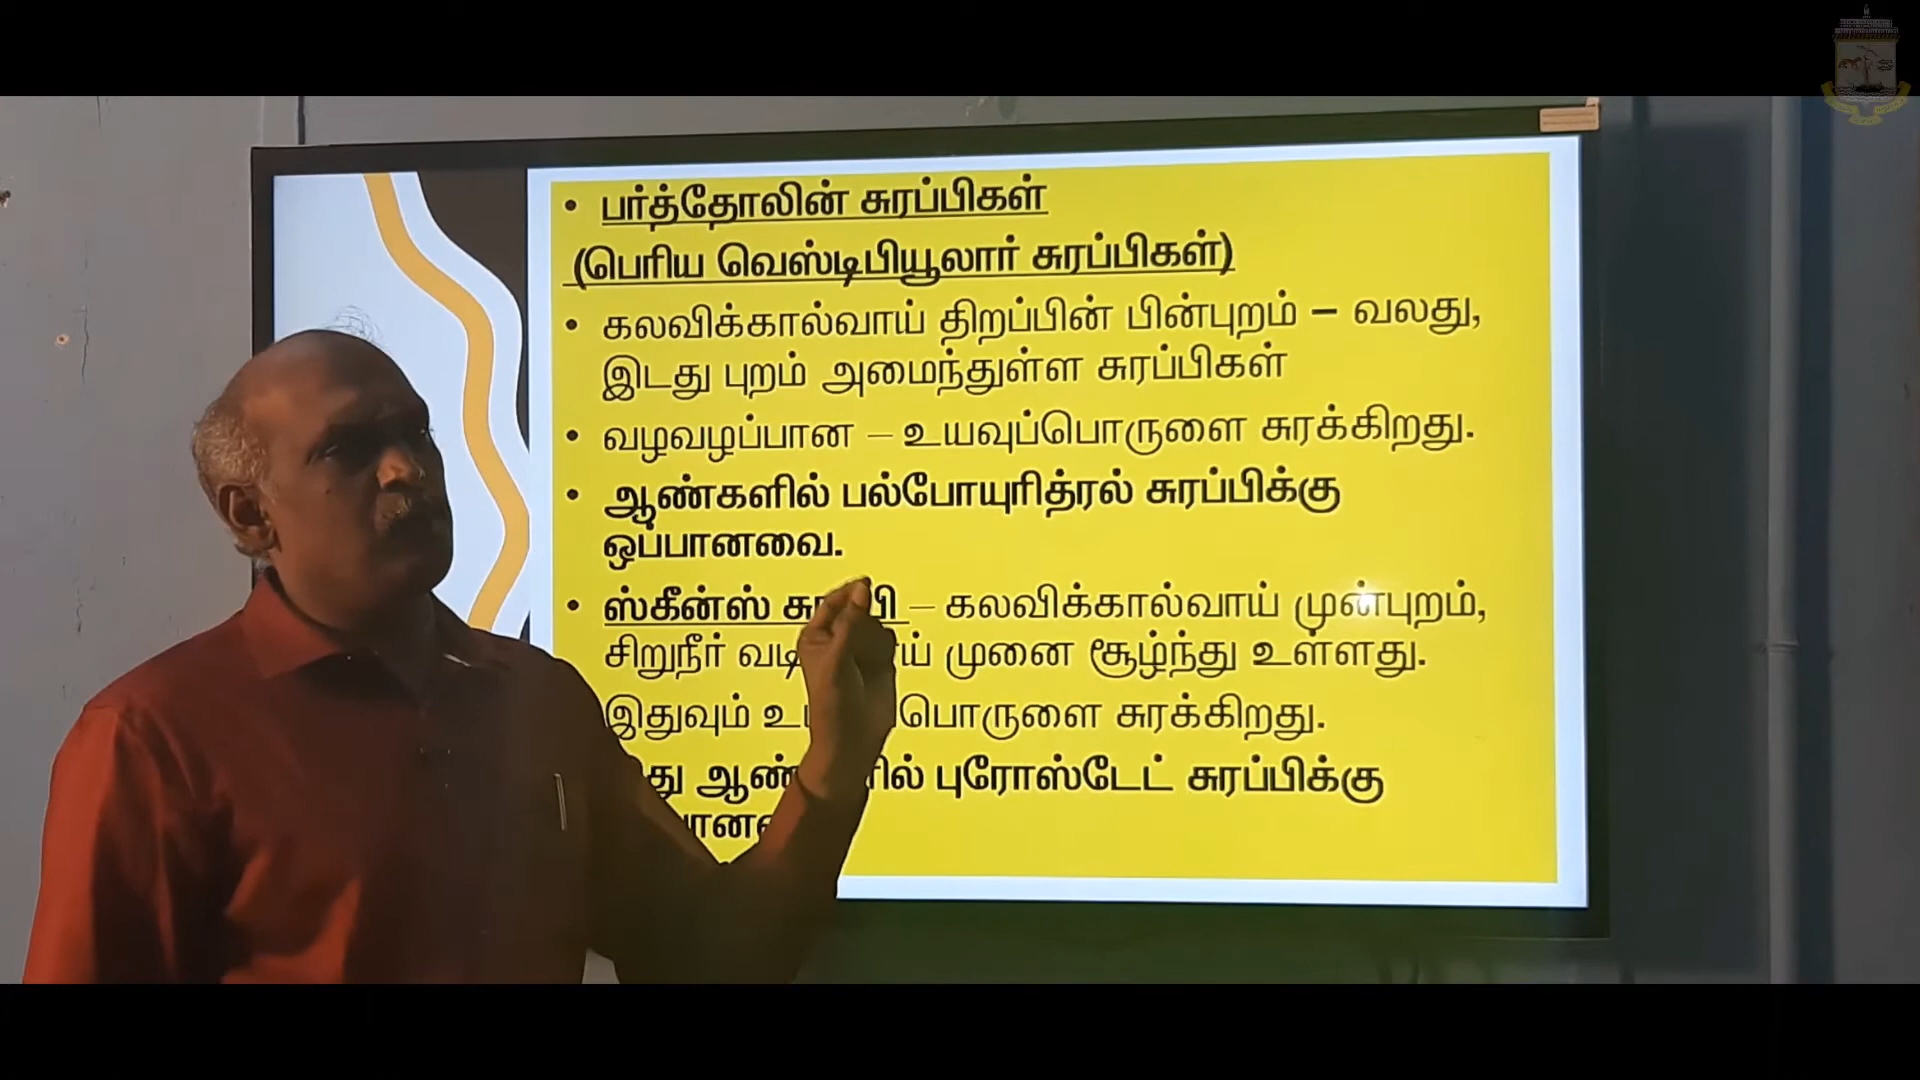 • பர்த்தோலின் சுரப்பிகள்
(பெரிய வெஸ்டிபியூலார் சுரப்பிகள்)
• கலவிக்கால்வாய் திறப்பின் பின்புறம் – வலது,
இடது புறம் அமைந்துள்ள சுரப்பிகள்
• வழவழப்பான – உயவுப்பொருளை சுரக்கிறது.
• ஆண்களில் பல்போயுரித்ரல் சுரப்பிக்கு
ஒப்பானவை.
• ஸ்கீன்ஸ் – கலவிக்கால்வாய் முன்புறம்,
சிறுநீர் முனை சூழ்ந்து உள்ளது.
இதுவும் சுரக்கிறது.
புரோஸ்டேட் சுரப்பிக்கு